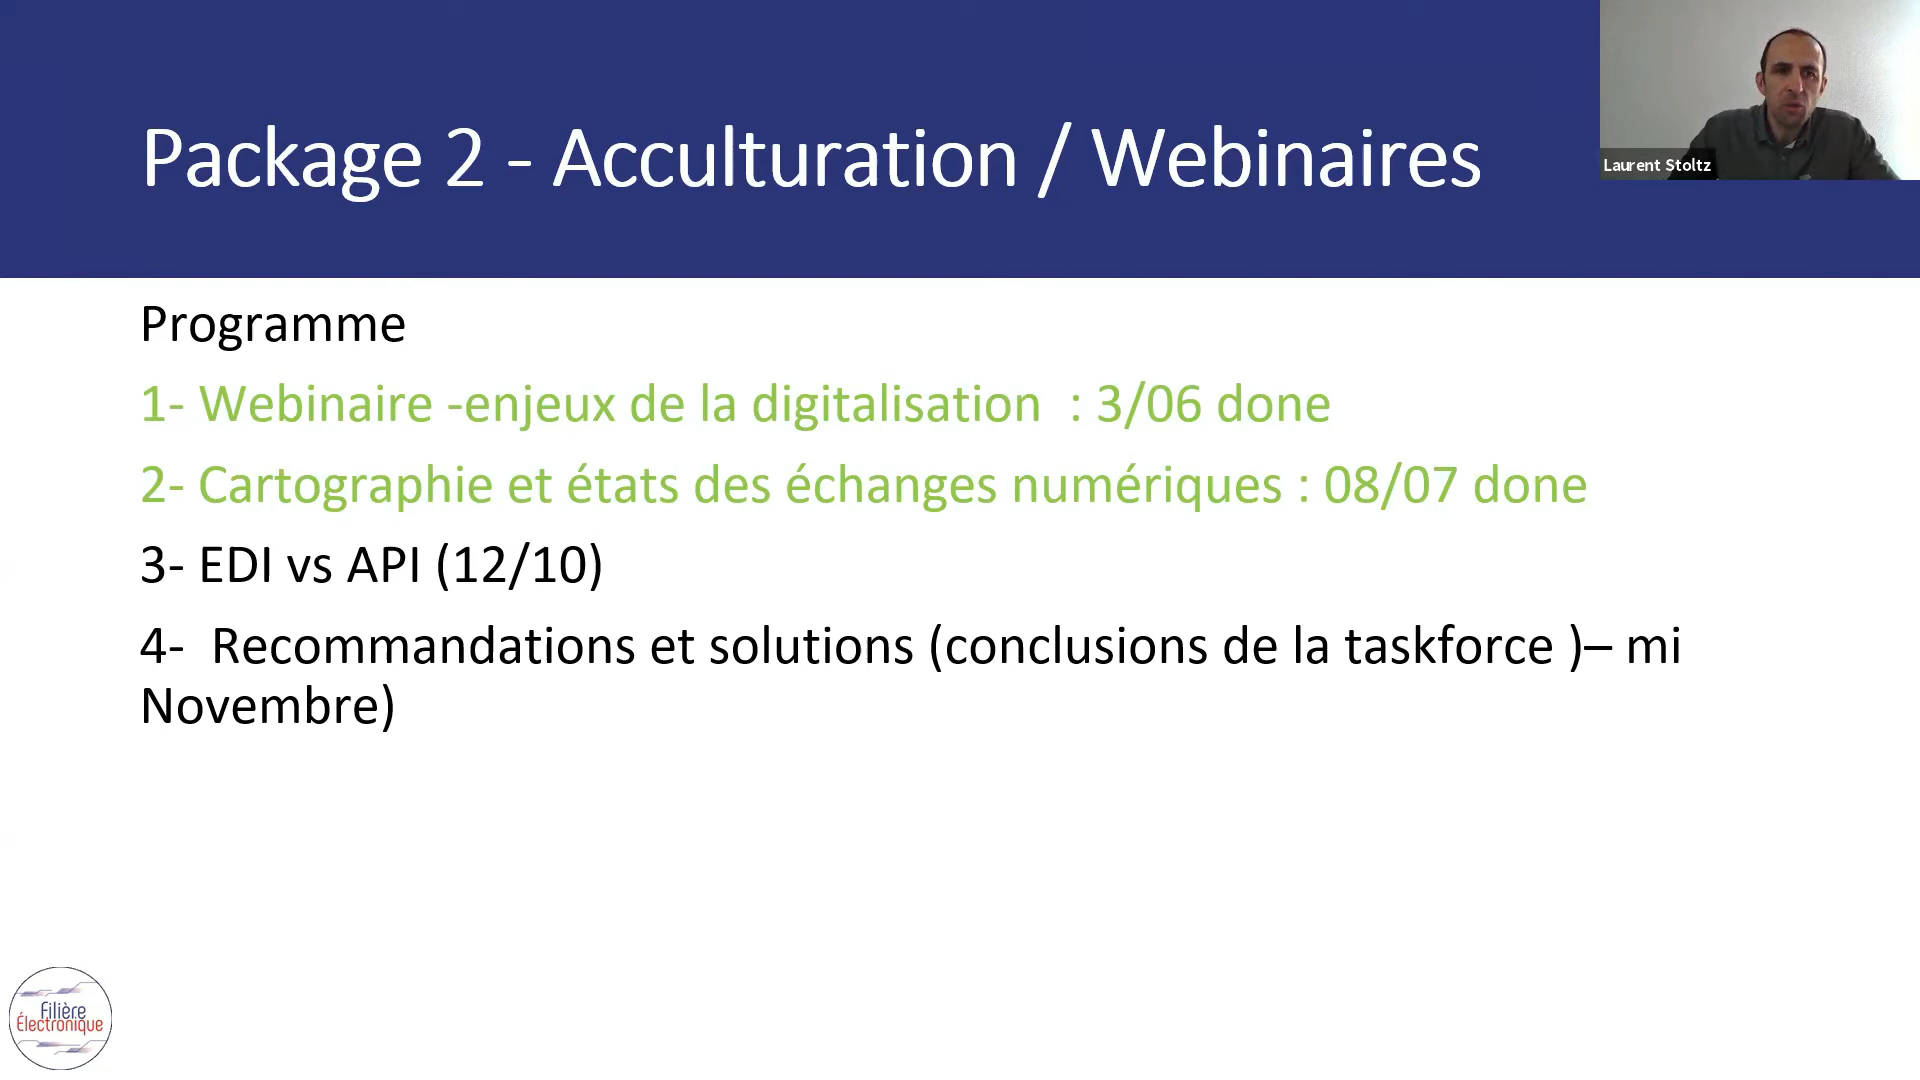 Package 2 - Acculturation / Webinaires
Laurent Stoltz
Programme
1- Webinaire -enjeux de la digitalisation  : 3/06 done
2- Cartographie et états des échanges numériques : 08/07 done
3- EDI vs API (12/10)
4-  Recommandations et solutions (conclusions de la taskforce )– mi
Novembre)
Filière
Électronique